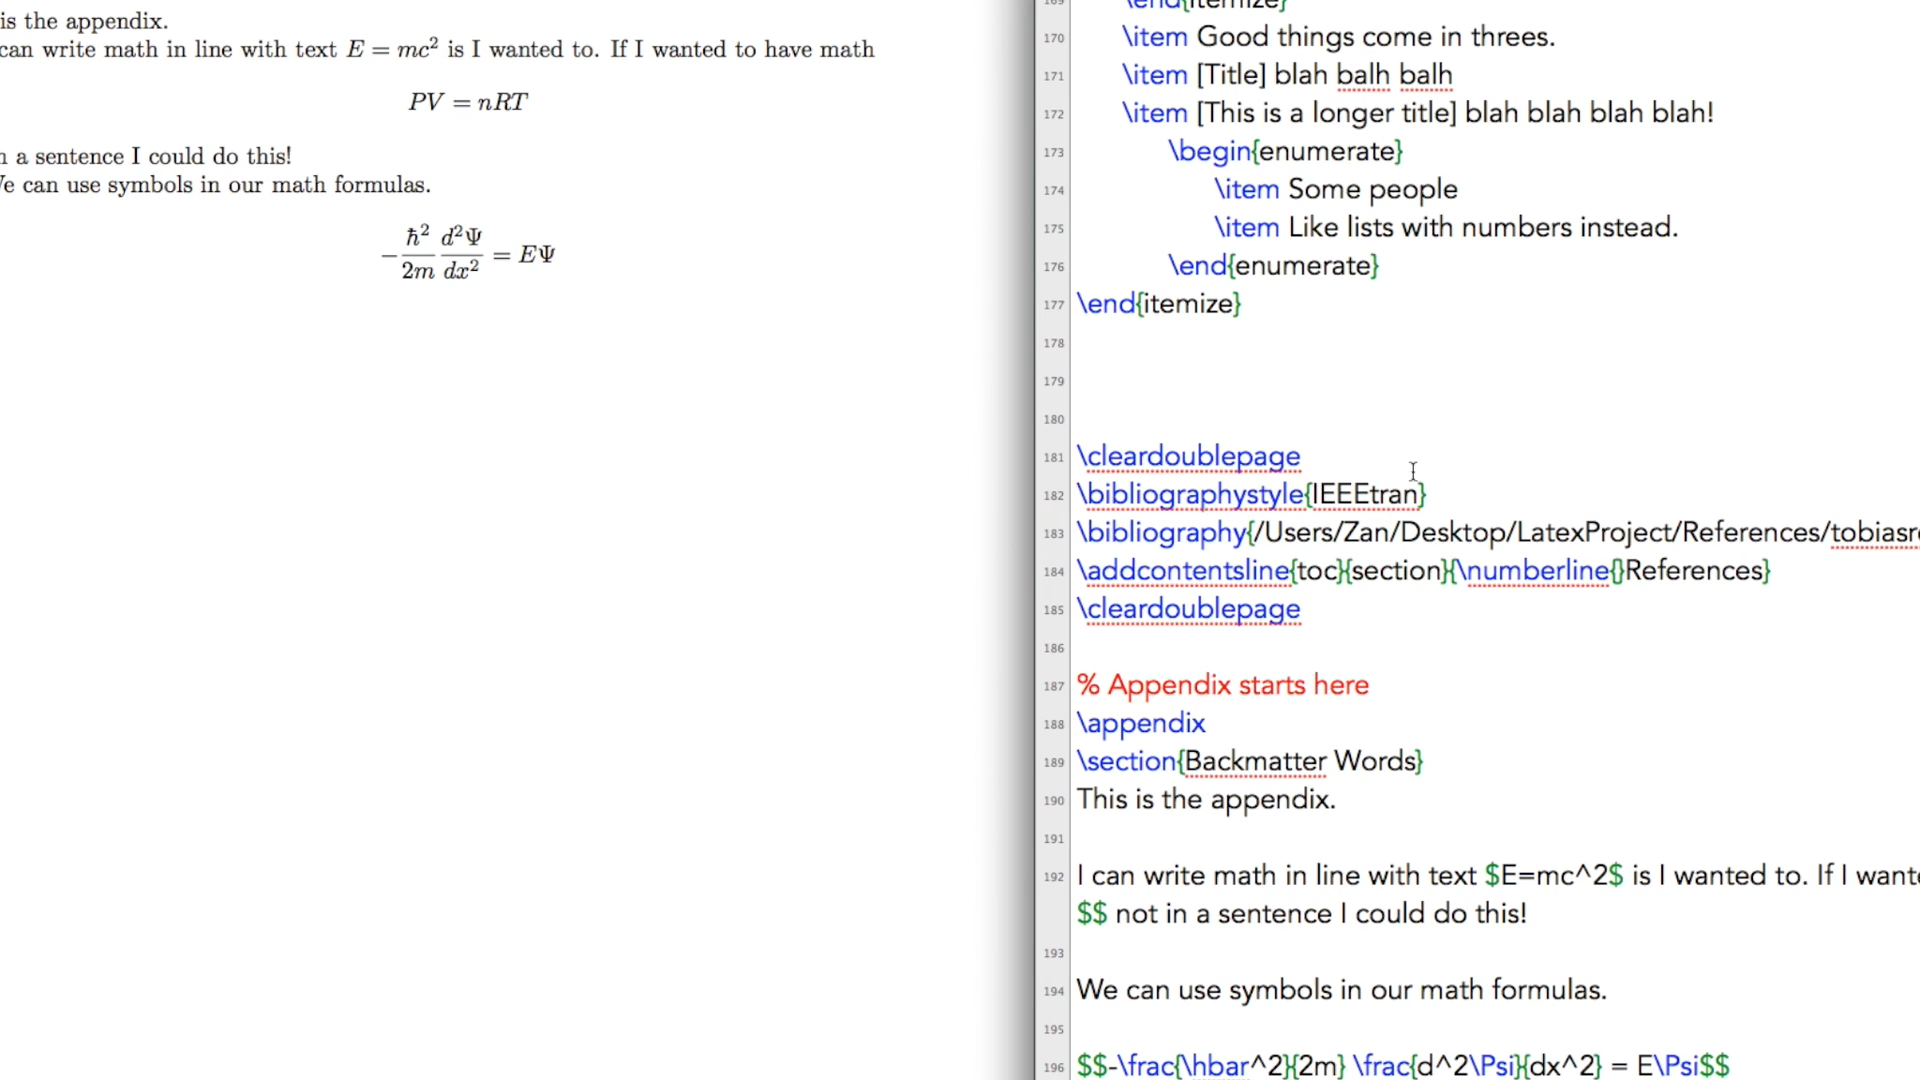 is the appendix.
can write math in line with text E = mc² is I wanted to. If I wanted to have math
PV = nRT
a sentence I could do this!
e can use symbols in our math formulas.
−ħ²/2m d²Ψ/dx² = EΨ
169 \end{itemize}
170 \item Good things come in threes.
171 \item [Title] blah balh balh
172 \item [This is a longer title] blah blah blah blah!
173 \begin{enumerate}
174 \item Some people
175 \item Like lists with numbers instead.
176 \end{enumerate}
177 \end{itemize}
178
179
180
181 \cleardoublepage
182 \bibliographystyle{IEEEtran}
183 \bibliography{/Users/Zan/Desktop/LatexProject/References/tobiasr
184 \addcontentsline{toc}{section}{\numberline{}References}
185 \cleardoublepage
186
187 % Appendix starts here
188 \appendix
189 \section{Backmatter Words}
190 This is the appendix.
191
192 I can write math in line with text $E=mc^2$ is I wanted to. If I want
$$ not in a sentence I could do this!
193
194 We can use symbols in our math formulas.
195
196 $$-\frac{\hbar^2}{2m} \frac{d^2\Psi}{dx^2} = E\Psi$$